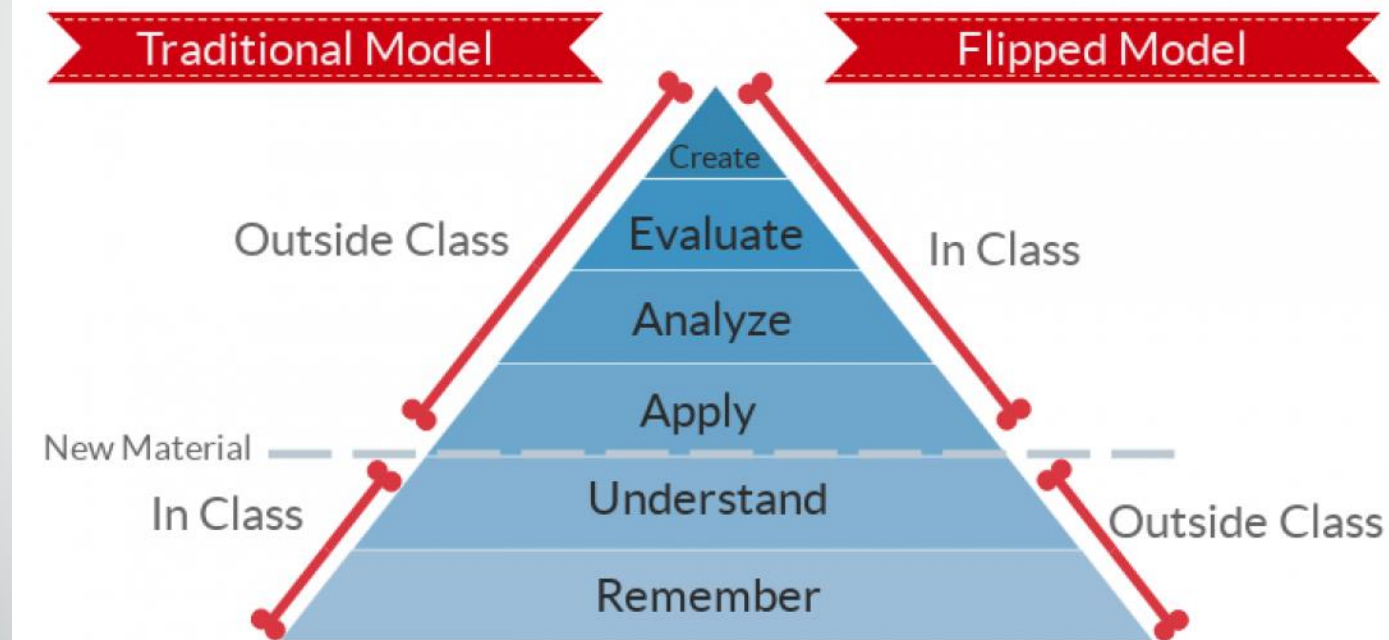 Traditional Model
Flipped Model
Create
Outside Class
Evaluate
In Class
Analyze
Apply
New Material
In Class
Understand
Outside Class
Remember